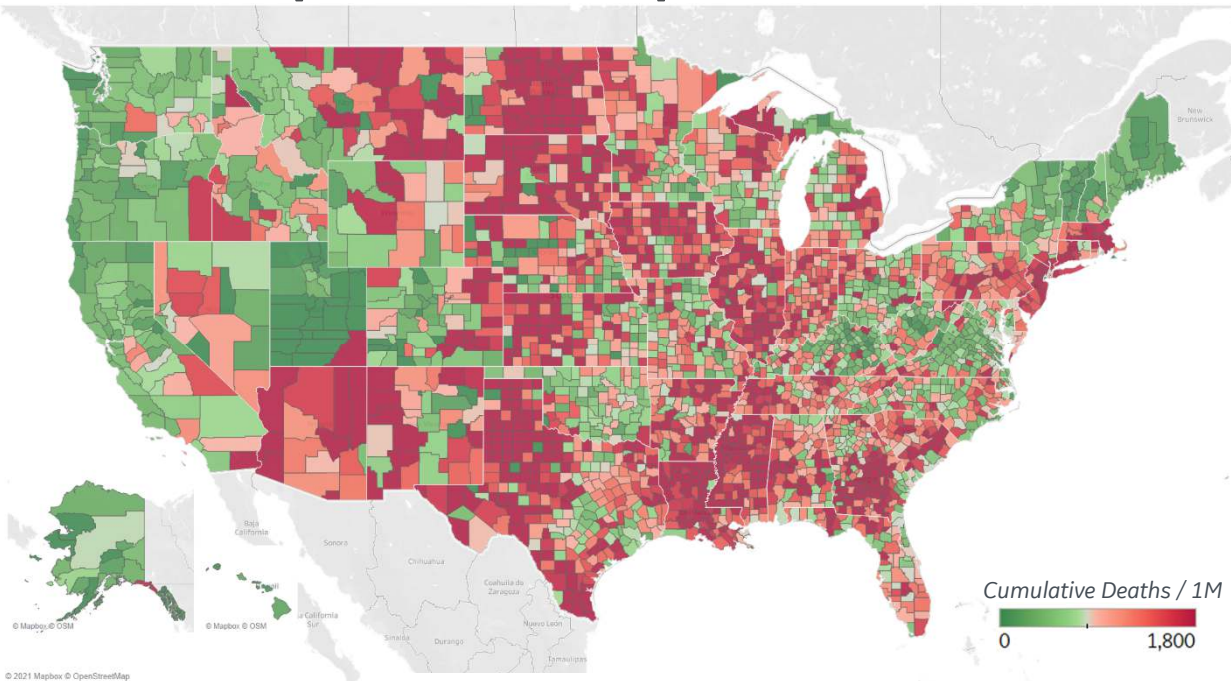 New
Brunswick
Baja
California
Sonora
Chihuahua
Coahuila de
Zaragoza
Nuevo León
Tamaulipas
Durango
Sinaloa
a California
Sur
© Mapbox © OSM
© Mapbox © OSM
Cumulative Deaths / 1M
0
1,800
© 2021 Mapbox © OpenStreetMap